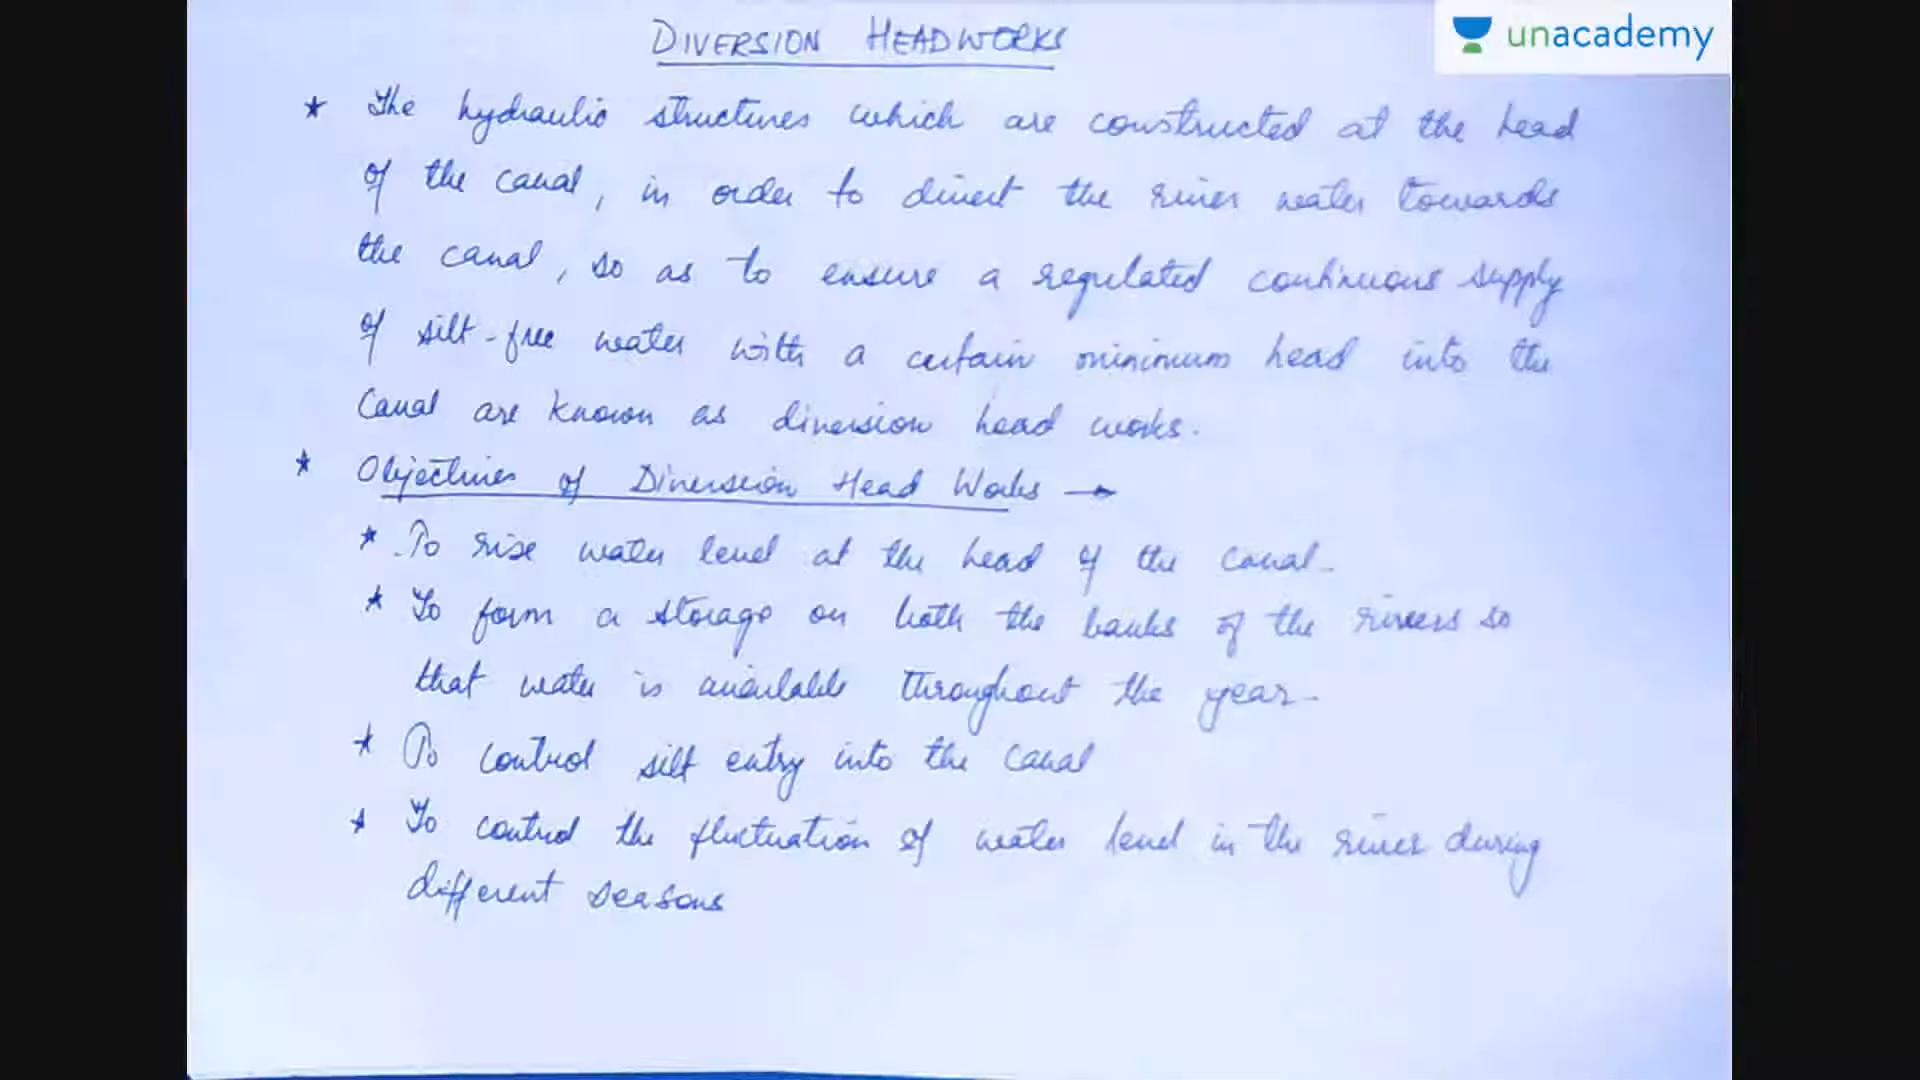 DIVERSION HEADWORKS
unacademy
★ The hydraulic structures which are constructed at the head
of the canal, in order to divert the river water towards
the canal, so as to ensure a regulated continuous supply
of silt-free water with a certain minimum head into the
Canal are known as diversion head works.
★ Objectives of Diversion Head Works →
★ To rise water level at the head of the Canal.
★ To form a storage on both the banks of the rivers so
that water is available throughout the year.
★ To control silt entry into the canal
★ To control the fluctuation of water level in the river during
different seasons